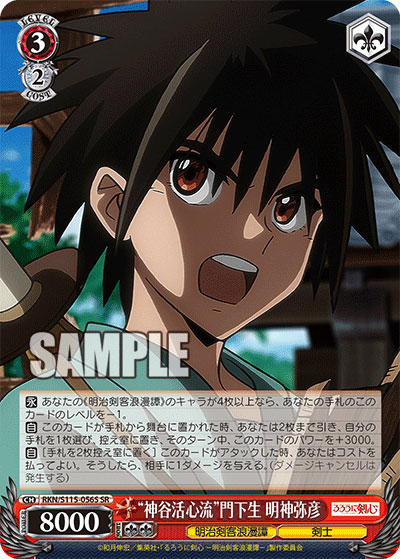 LEVEL
3
2
COST
SAMPLE
永 あなたの《明治剣客浪漫譚》のキャラが4枚以上なら、あなたの手札のこの
カードのレベルを－1。
自 このカードが手札から舞台に置かれた時、あなたは2枚まで引き、自分の
手札を1枚選び、控え室に置き、そのターン中、このカードのパワーを＋3000。
自 ［手札を2枚控え室に置く］ このカードがアタックした時、あなたはコストを
払ってよい。そうしたら、相手に1ダメージを与える。（ダメージキャンセルは
発生する）
CH RKN/S115-056S SR
8000
“神谷活心流”門下生 明神弥彦
るろうに剣心
明治剣客浪漫譚
剣士
©和月伸宏／集英社・「るろうに剣心 －明治剣客浪漫譚－」製作委員会